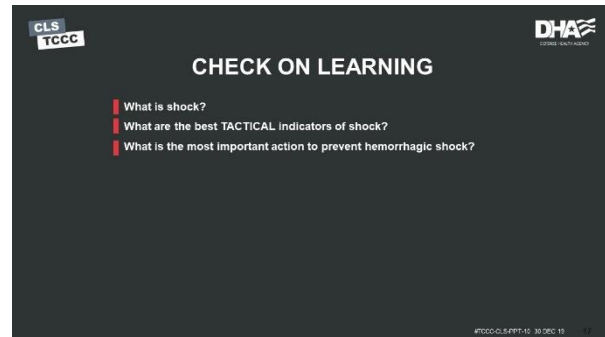 CLS
TCCC
DHA
DEFENSE HEALTH AGENCY
CHECK ON LEARNING
What is shock?
What are the best TACTICAL indicators of shock?
What is the most important action to prevent hemorrhagic shock?
#TCCC-CLS-PPT-10 30 DEC 19